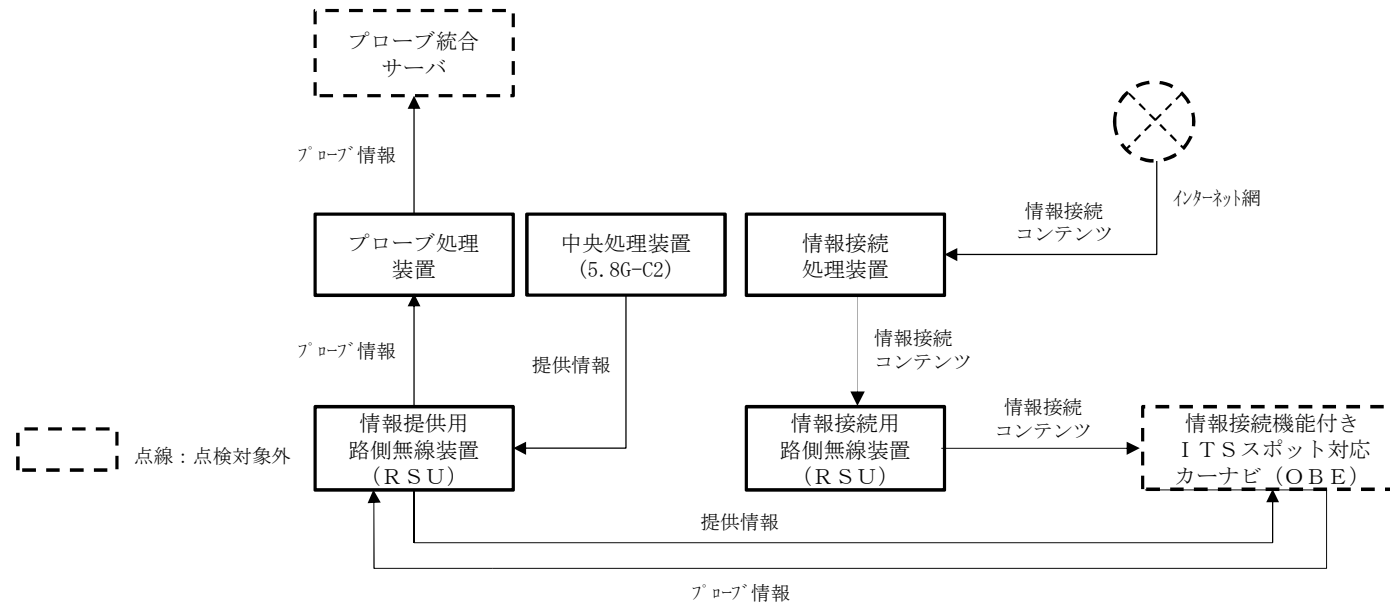 プローブ統合
サーバ
プローブ情報
インターネット網
情報接続
コンテンツ
プローブ処理
装置
中央処理装置
(5.8G-C2)
情報接続
処理装置
プローブ情報
提供情報
情報接続
コンテンツ
点線：点検対象外
情報提供用
路側無線装置
（ＲＳＵ）
情報接続用
路側無線装置
（ＲＳＵ）
情報接続
コンテンツ
情報接続機能付き
ＩＴＳスポット対応
カーナビ（ＯＢＥ）
提供情報
プローブ情報